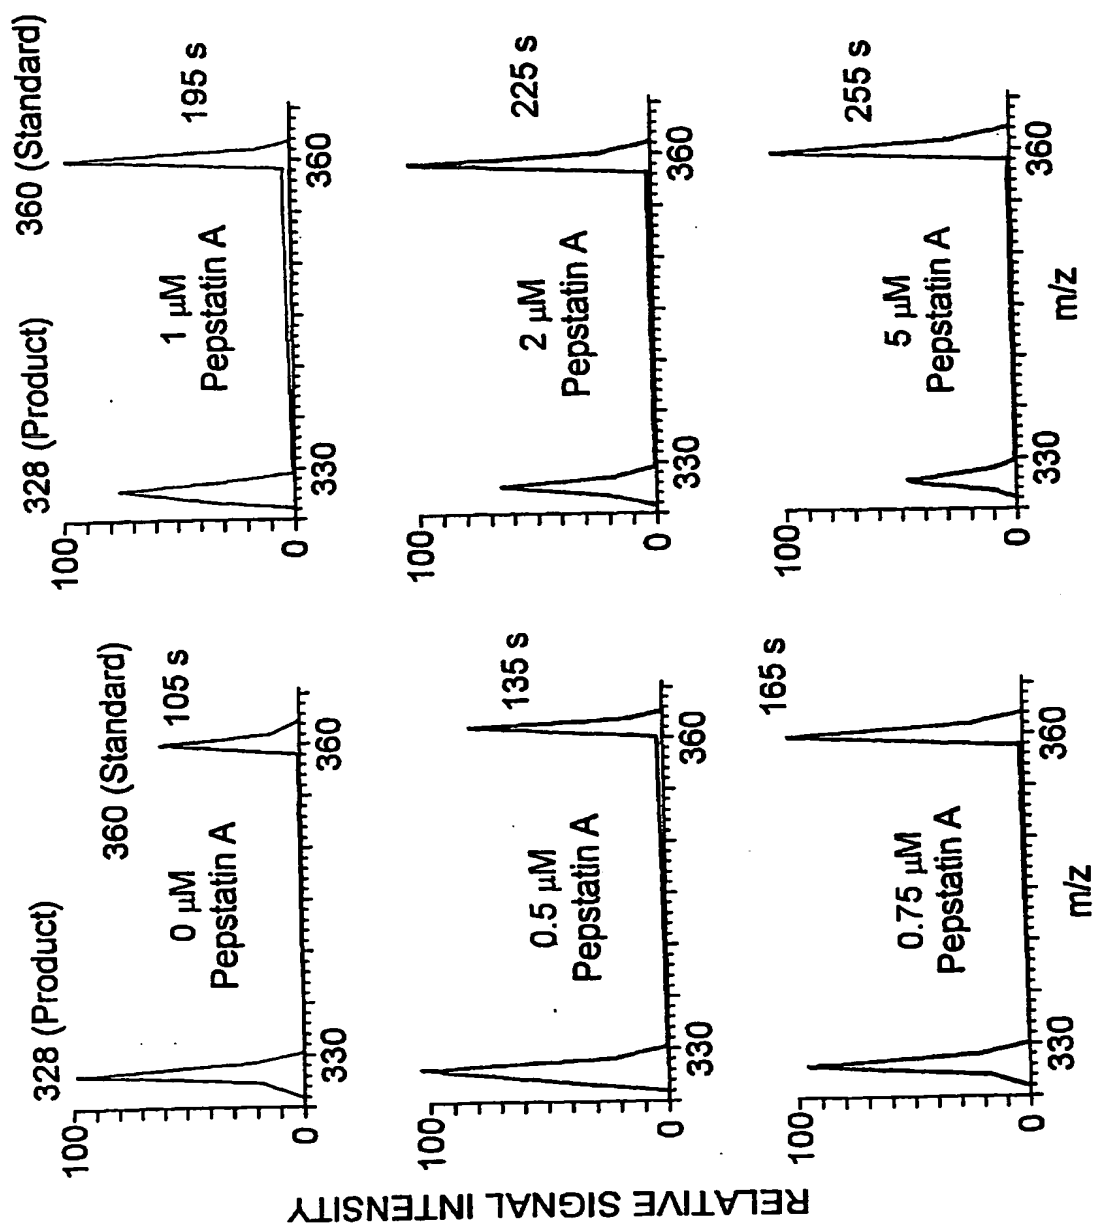 RELATIVE SIGNAL INTENSITY
328 (Product)
360 (Standard)
100
0 µM
Pepstatin A
105 s
0
330
360
100
0.5 µM
Pepstatin A
135 s
0
330
360
100
0.75 µM
Pepstatin A
165 s
0
330
360
m/z
328 (Product)
360 (Standard)
100
1 µM
Pepstatin A
195 s
0
330
360
100
2 µM
Pepstatin A
225 s
0
330
360
100
5 µM
Pepstatin A
255 s
0
330
360
m/z